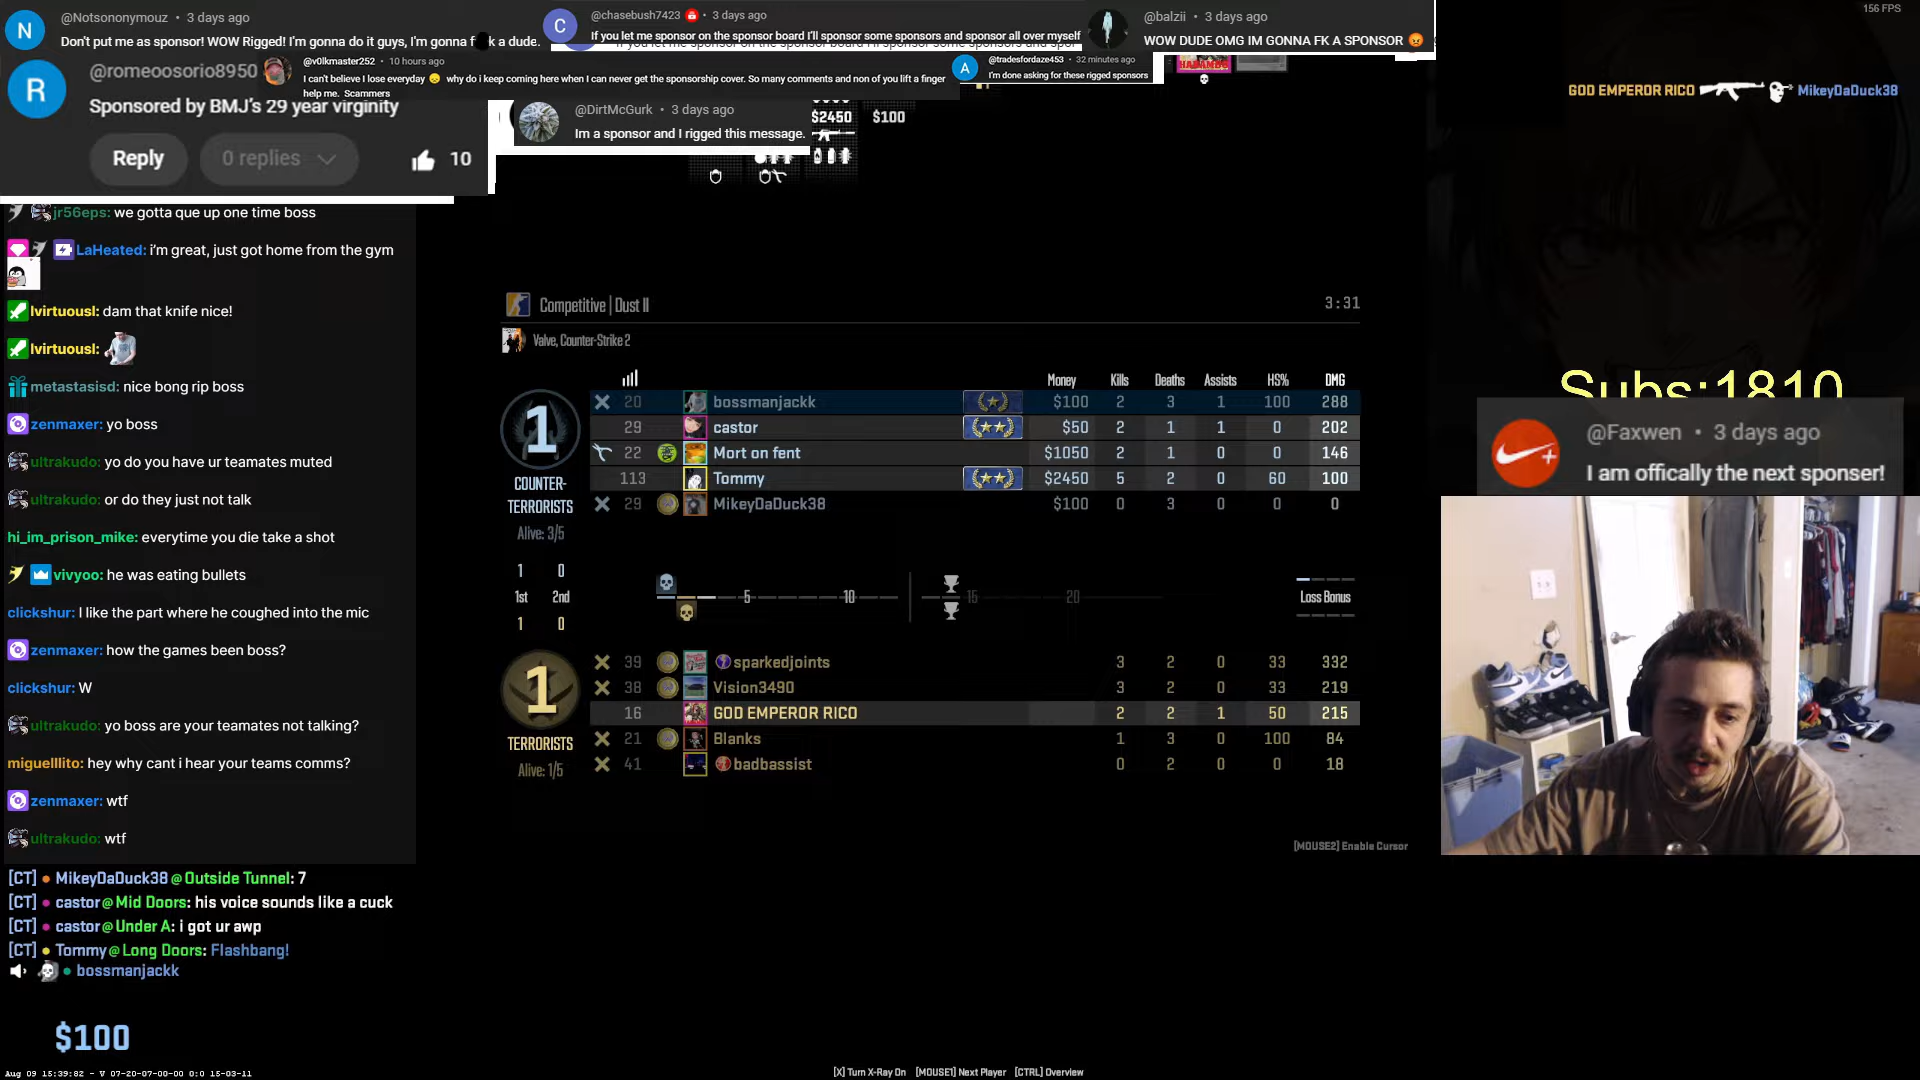 @Notsononymouz • 3 days ago
Don't put me as sponsor! WOW Rigged! I'm gonna do it guys, I'm gonna f k a dude.
@chasebush7423 • 3 days ago
If you let me sponsor on the sponsor board I'll sponsor some sponsors and sponsor all over myself
@balzii • 3 days ago
WOW DUDE OMG IM GONNA FK A SPONSOR
156 FPS
@romeoosorio8950
Sponsored by BMJ's 29 year virginity
Reply
0 replies
10
@v0lkmaster252 • 10 hours ago
I can't believe I lose everyday why do i keep coming here when I can never get the sponsorship cover. So many comments and non of you lift a finger
help me. Scammers
@tradesfordaze453 • 32 minutes ago
I'm done asking for these rigged sponsors
@DirtMcGurk • 3 days ago
Im a sponsor and I rigged this message.
$2450
$100
GOD EMPEROR RICO MikeyDaDuck38
jr56eps: we gotta que up one time boss
LaHeated: i'm great, just got home from the gym
lvirtuousl: dam that knife nice!
lvirtuousl:
metastasisd: nice bong rip boss
zenmaxer: yo boss
ultrakudo: yo do you have ur teamates muted
ultrakudo: or do they just not talk
hi_im_prison_mike: everytime you die take a shot
vivyoo: he was eating bullets
clickshur: I like the part where he coughed into the mic
zenmaxer: how the games been boss?
clickshur: W
ultrakudo: yo boss are your teamates not talking?
miguelllito: hey why cant i hear your teams comms?
zenmaxer: wtf
ultrakudo: wtf
[CT] • MikeyDaDuck38@Outside Tunnel: 7
[CT] • castor@Mid Doors: his voice sounds like a cuck
[CT] • castor@Under A: i got ur awp
[CT] • Tommy@Long Doors: Flashbang!
bossmanjackk
$100
Aug 09 15:39:82 - V 07-20-07-00-00 0:0 15-03-11
Competitive | Dust II
3:31
Valve, Counter-Strike 2
Money Kills Deaths Assists HS% DMG
20 bossmanjackk $100 2 3 1 100 288
29 castor $50 2 1 1 0 202
22 Mort on fent $1050 2 1 0 0 146
113 Tommy $2450 5 2 0 60 100
29 MikeyDaDuck38 $100 0 3 0 0 0
1
COUNTER-
TERRORISTS
Alive: 3/5
1 0
1st 2nd
1 0
5 10 15 20
Loss Bonus
1
TERRORISTS
Alive: 1/5
39 sparkedjoints 3 2 0 33 332
38 Vision3490 3 2 0 33 219
16 GOD EMPEROR RICO 2 2 1 50 215
21 Blanks 1 3 0 100 84
41 badbassist 0 2 0 0 18
[MOUSE2] Enable Cursor
[X] Turn X-Ray On [MOUSE1] Next Player [CTRL] Overview
Subs:1810
@Faxwen • 3 days ago
I am offically the next sponser!